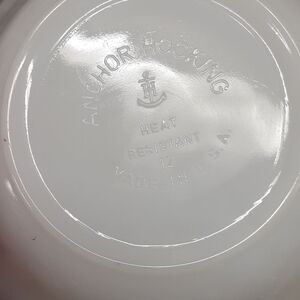 ANCHOR HOCKING
H
HEAT
RESISTANT
12
MADE IN U.S.A.